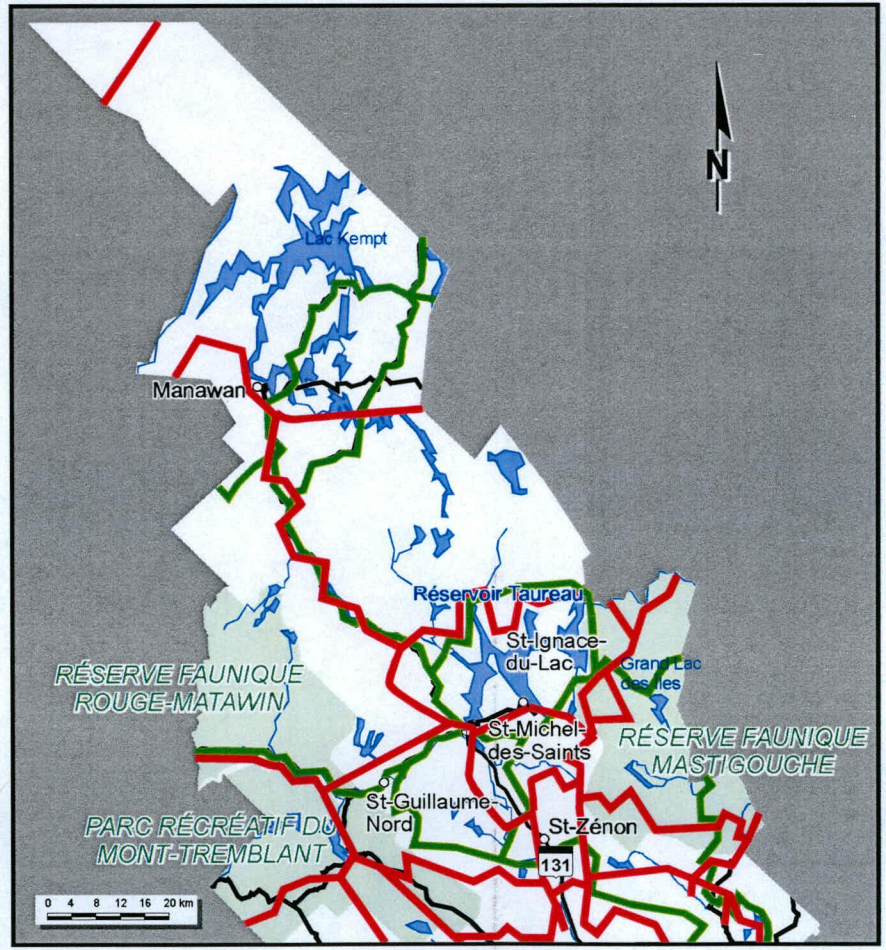 N
Lac Kempt
Manawan
Réservoir Taureau
St-Ignace-
du-Lac
Grand Lac
des Iles
RÉSERVE FAUNIQUE
ROUGE-MATAWIN
St-Michel-
des-Saints
RÉSERVE FAUNIQUE
MASTIGOUCHE
St-Guillaume-
Nord
PARC RÉCRÉATIF DU
MONT-TREMBLANT
St-Zénon
131
0 4 8 12 16 20 km